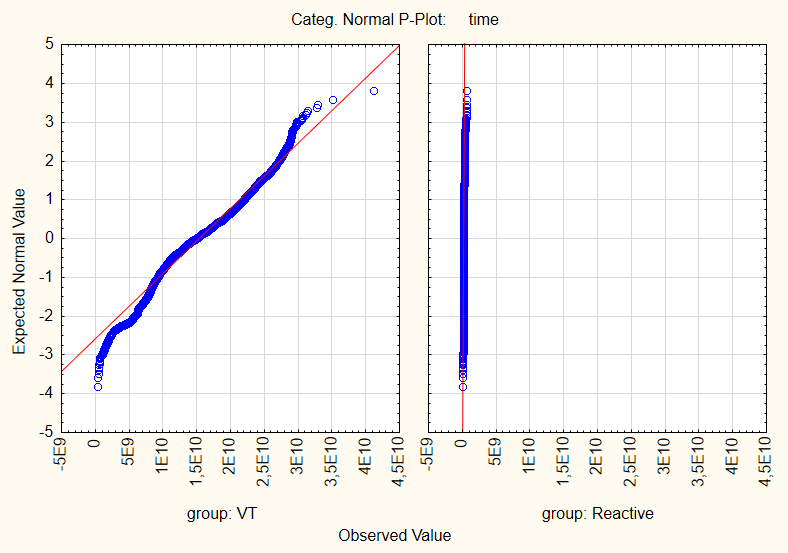 Categ. Normal P-Plot: time
Expected Normal Value
5
4
3
2
1
0
-1
-2
-3
-4
-5
-5E9 0 5E9 1E10 1,5E10 2E10 2,5E10 3E10 3,5E10 4E10 4,5E10
-5E9 0 5E9 1E10 1,5E10 2E10 2,5E10 3E10 3,5E10 4E10 4,5E10
group: VT group: Reactive
Observed Value